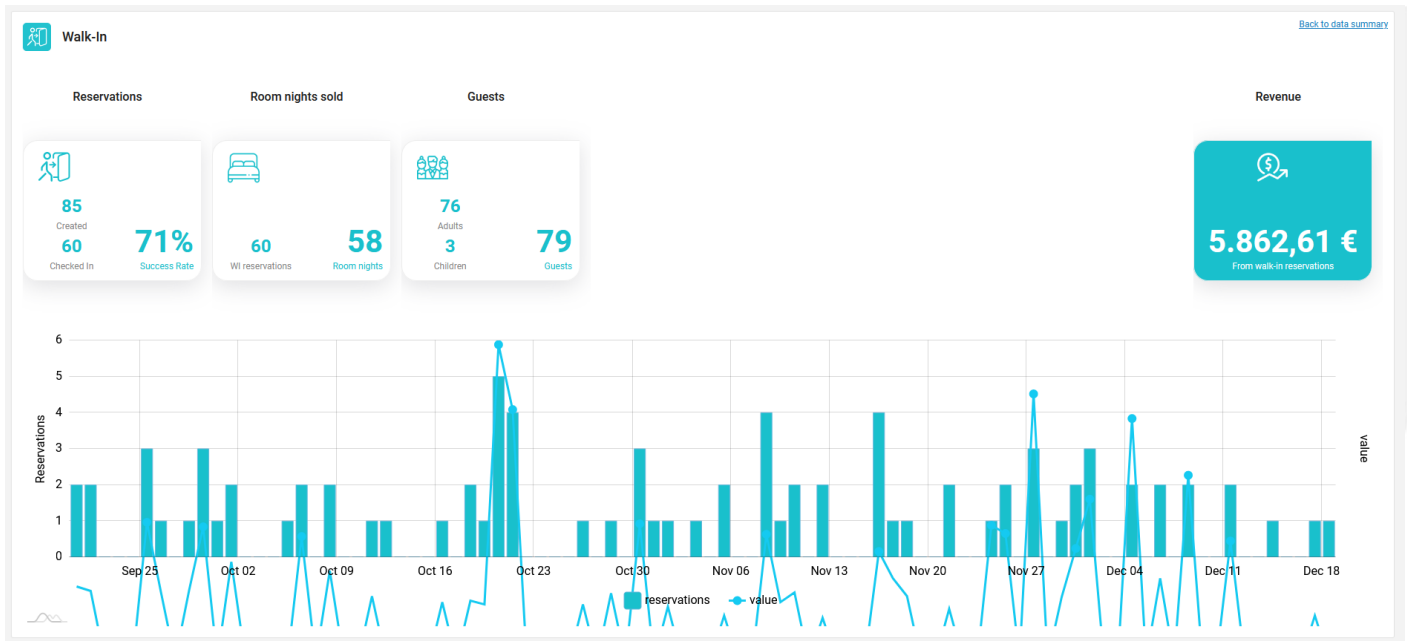 Walk-In
Back to data summary
Reservations
Room nights sold
Guests
Revenue
85
Created
60
Checked In
71%
Success Rate
60
WI reservations
58
Room nights
76
Adults
3
Children
79
Guests
$
5.862,61 €
From walk-in reservations
6
5
4
3
2
1
0
Reservations
value
Sep 25 Oct 02 Oct 09 Oct 16 Oct 23 Oct 30 Nov 06 Nov 13 Nov 20 Nov 27 Dec 04 Dec 11 Dec 18
reservations value